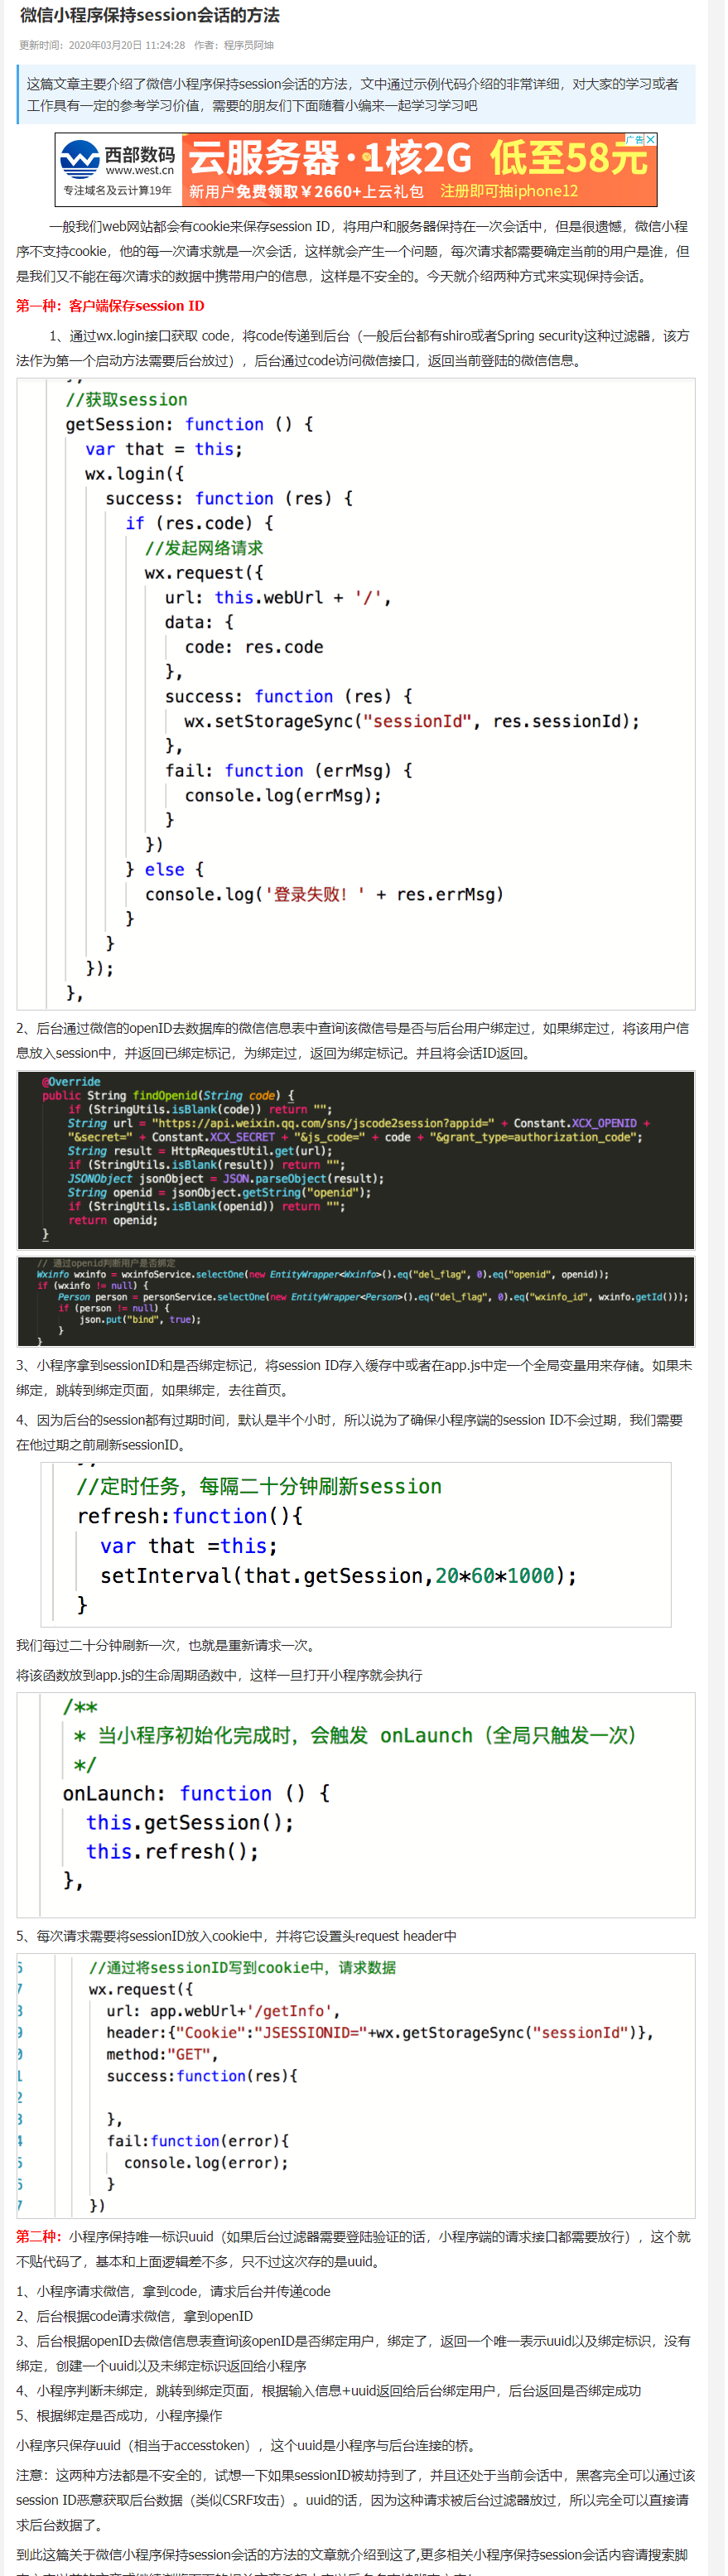 微信小程序保持session会话的方法
更新时间：2020年03月20日 11:24:28 作者：程序员阿坤
这篇文章主要介绍了微信小程序保持session会话的方法，文中通过示例代码介绍的非常详细，对大家的学习或者
工作具有一定的参考学习价值，需要的朋友们下面随着小编来一起学习学习吧
西部数码
www.west.cn
专注域名及云计算19年
云服务器·1核2G 低至58元
新用户免费领取￥2660+上云礼包 注册即可抽iphone12
广告
一般我们web网站都会有cookie来保存session ID，将用户和服务器保持在一次会话中，但是很遗憾，微信小程
序不支持cookie，他的每一次请求就是一次会话，这样就会产生一个问题，每次请求都需要确定当前的用户是谁，但
是我们又不能在每次请求的数据中携带用户的信息，这样是不安全的。今天就介绍两种方式来实现保持会话。
第一种：客户端保存session ID
1、通过wx.login接口获取 code，将code传递到后台（一般后台都有shiro或者Spring security这种过滤器，该方
法作为第一个启动方法需要后台放过），后台通过code访问微信接口，返回当前登陆的微信信息。
//获取session
getSession: function () {
var that = this;
wx.login({
success: function (res) {
if (res.code) {
//发起网络请求
wx.request({
url: this.webUrl + '/',
data: {
code: res.code
},
success: function (res) {
wx.setStorageSync("sessionId", res.sessionId);
},
fail: function (errMsg) {
console.log(errMsg);
}
})
} else {
console.log('登录失败！' + res.errMsg)
}
}
});
},
2、后台通过微信的openID去数据库的微信信息表中查询该微信号是否与后台用户绑定过，如果绑定过，将该用户信
息放入session中，并返回已绑定标记，为绑定过，返回为绑定标记。并且将会话ID返回。
@Override
public String findOpenid(String code) {
if (StringUtils.isBlank(code)) return "";
String url = "https://api.weixin.qq.com/sns/jscode2session?appid=" + Constant.XCX_OPENID +
"&secret=" + Constant.XCX_SECRET + "&js_code=" + code + "&grant_type=authorization_code";
String result = HttpRequestUtil.get(url);
if (StringUtils.isBlank(result)) return "";
JSONObject jsonObject = JSON.parseObject(result);
String openid = jsonObject.getString("openid");
if (StringUtils.isBlank(openid)) return "";
return openid;
}
// 通过openid判断用户是否绑定
Wxinfo wxinfo = wxinfoService.selectOne(new EntityWrapper<Wxinfo>().eq("del_flag", 0).eq("openid", openid));
if (wxinfo != null) {
Person person = personService.selectOne(new EntityWrapper<Person>().eq("del_flag", 0).eq("wxinfo_id", wxinfo.getId()));
if (person != null) {
json.put("bind", true);
}
}
3、小程序拿到sessionID和是否绑定标记，将session ID存入缓存中或者在app.js中定一个全局变量用来存储。如果未
绑定，跳转到绑定页面，如果绑定，去往首页。
4、因为后台的session都有过期时间，默认是半个小时，所以说为了确保小程序端的session ID不会过期，我们需要
在他过期之前刷新sessionID。
//定时任务，每隔二十分钟刷新session
refresh:function(){
var that =this;
setInterval(that.getSession,20*60*1000);
}
我们每过二十分钟刷新一次，也就是重新请求一次。
将该函数放到app.js的生命周期函数中，这样一旦打开小程序就会执行
/**
* 当小程序初始化完成时，会触发 onLaunch（全局只触发一次）
*/
onLaunch: function () {
this.getSession();
this.refresh();
},
5、每次请求需要将sessionID放入cookie中，并将它设置头request header中
6 //通过将sessionID写到cookie中，请求数据
7 wx.request({
8 url: app.webUrl+'/getInfo',
9 header:{"Cookie":"JSESSIONID="+wx.getStorageSync("sessionId")},
0 method:"GET",
1 success:function(res){
2
3 },
4 fail:function(error){
5 console.log(error);
6 }
7 })
第二种：小程序保持唯一标识uuid（如果后台过滤器需要登陆验证的话，小程序端的请求接口都需要放行），这个就
不贴代码了，基本和上面逻辑差不多，只不过这次存的是uuid。
1、小程序请求微信，拿到code，请求后台并传递code
2、后台根据code请求微信，拿到openID
3、后台根据openID去微信信息表查询该openID是否绑定用户，绑定了，返回一个唯一表示uuid以及绑定标识，没有
绑定，创建一个uuid以及未绑定标识返回给小程序
4、小程序判断未绑定，跳转到绑定页面，根据输入信息+uuid返回给后台绑定用户，后台返回是否绑定成功
5、根据绑定是否成功，小程序操作
小程序只保存uuid（相当于accesstoken），这个uuid是小程序与后台连接的桥。
注意：这两种方法都是不安全的，试想一下如果sessionID被劫持到了，并且还处于当前会话中，黑客完全可以通过该
session ID恶意获取后台数据（类似CSRF攻击）。uuid的话，因为这种请求被后台过滤器放过，所以完全可以直接请
求后台数据了。
到此这篇关于微信小程序保持session会话的方法的文章就介绍到这了,更多相关小程序保持session会话内容请搜索脚